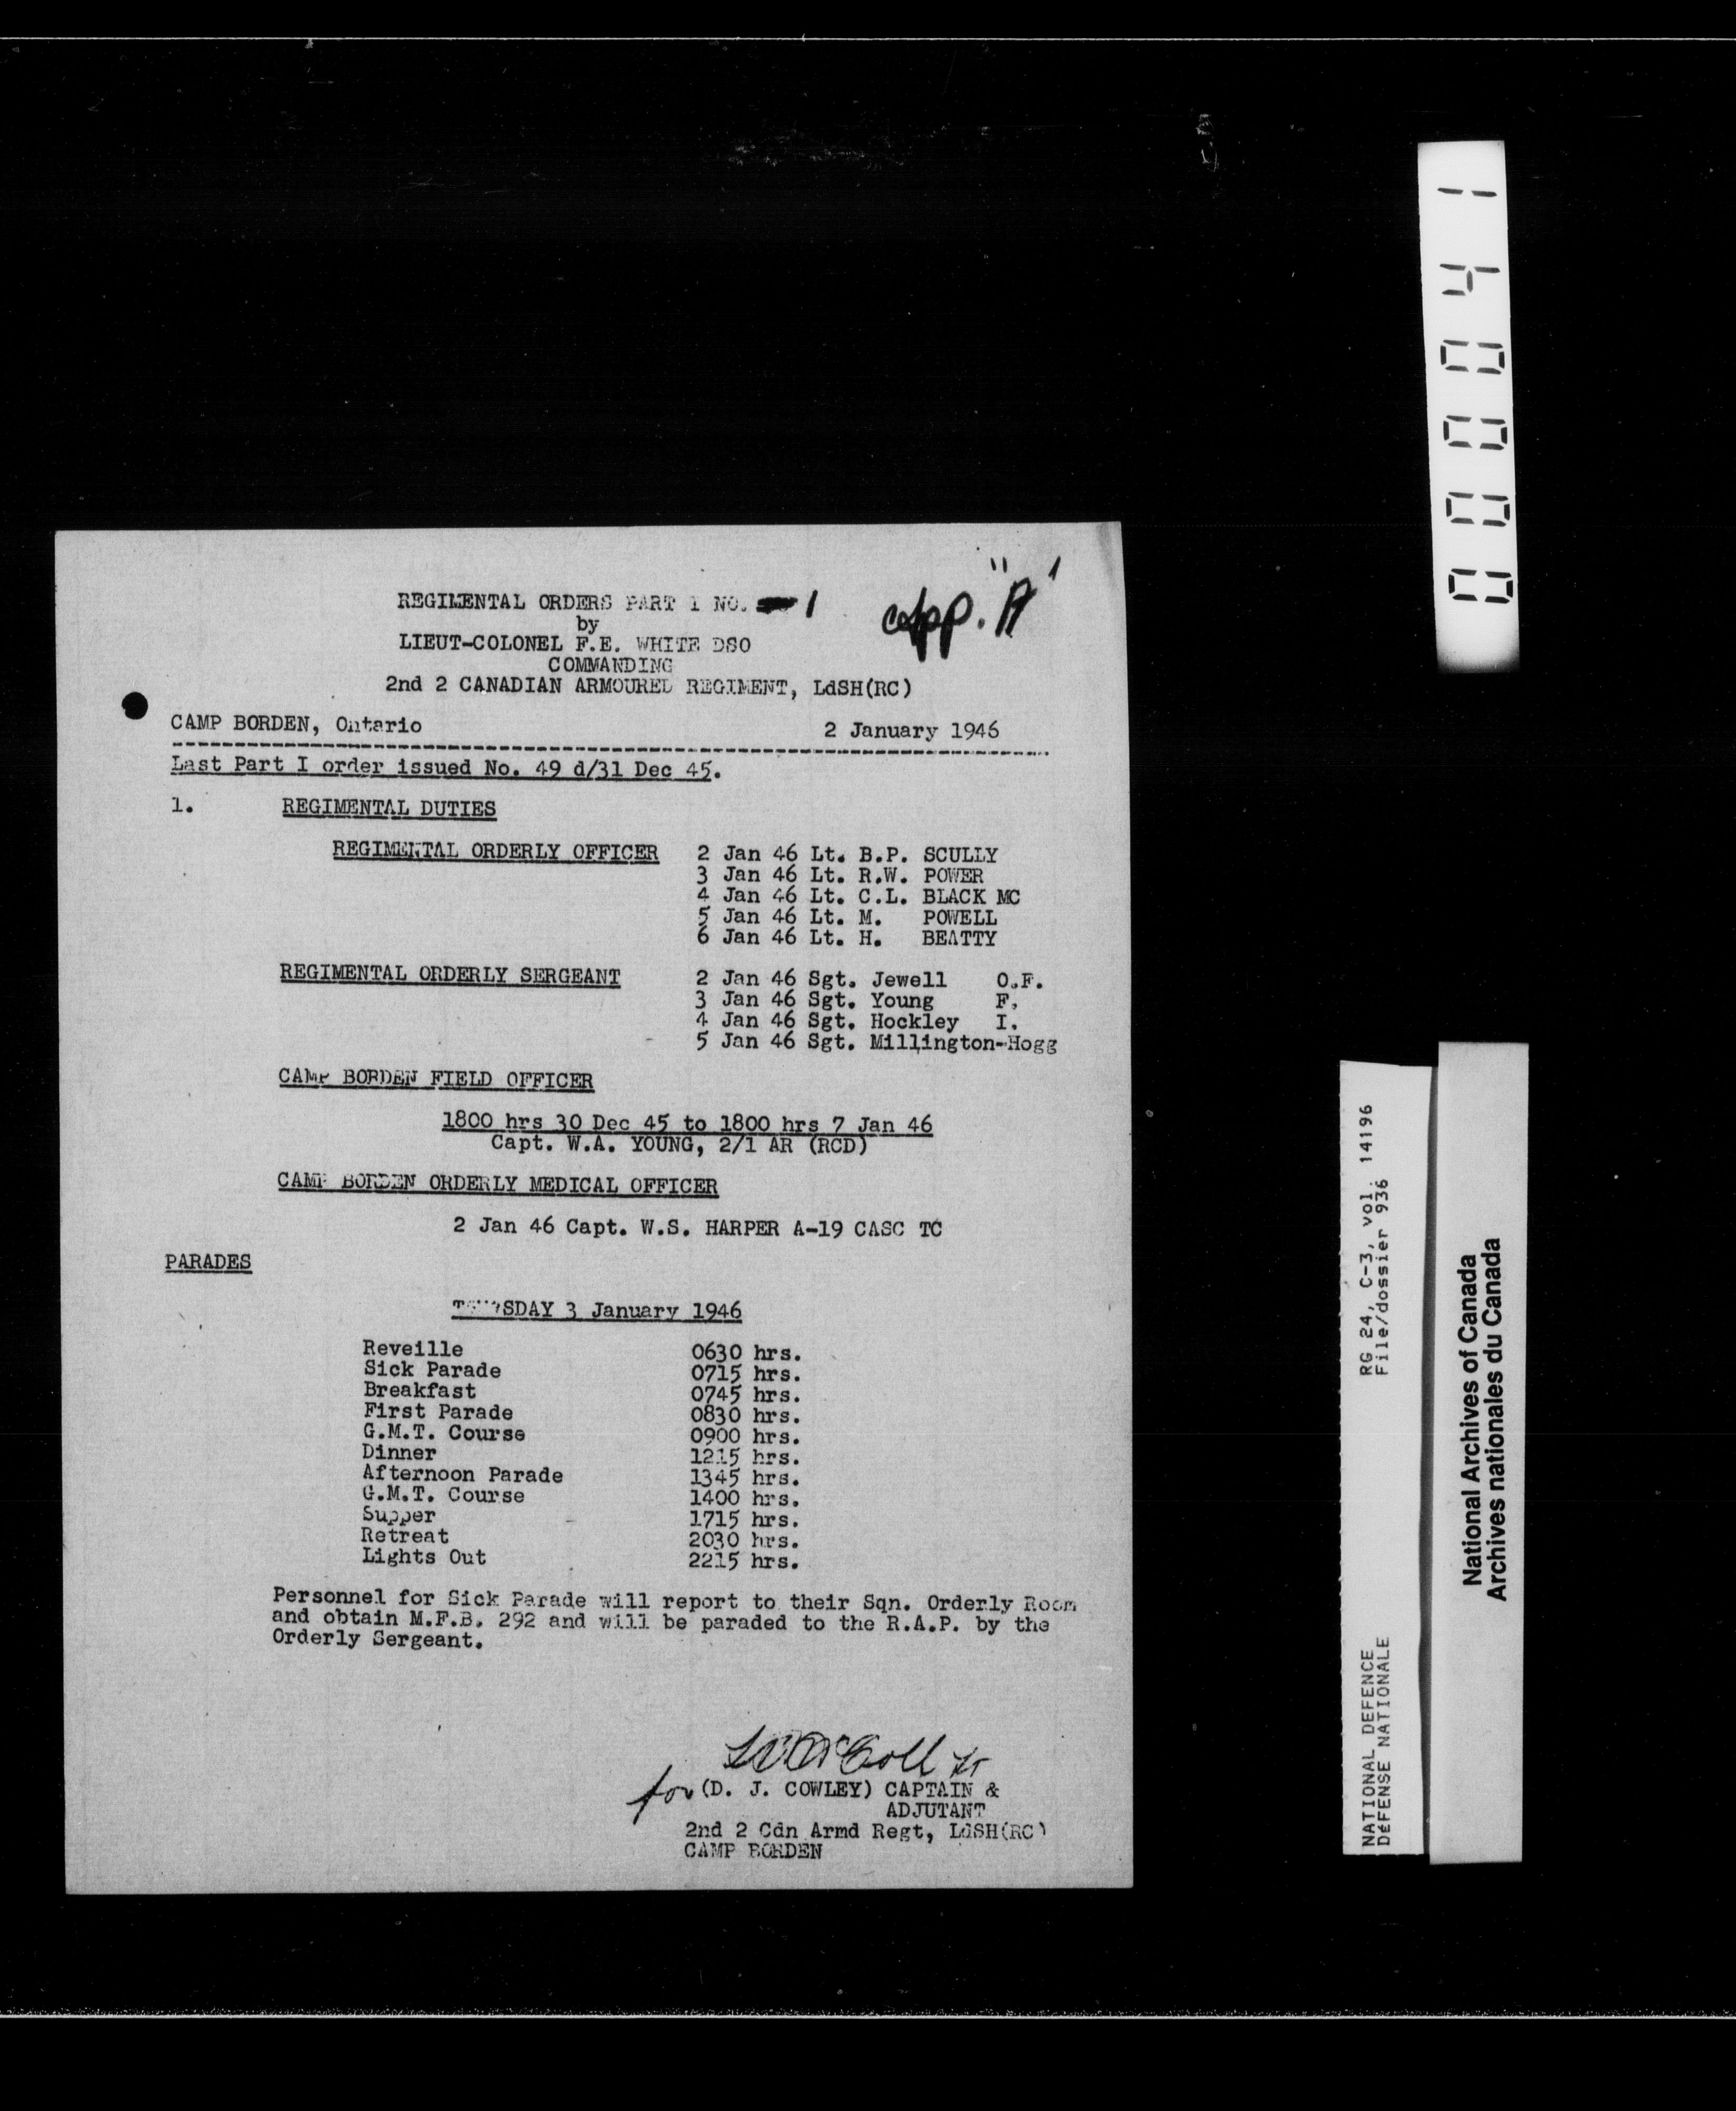 REGIMENTAL ORDERS PART 1 NO. 1
by
LIEUT-COLONEL F.E. WHITE DSO
COMMANDING
2nd 2 CANADIAN ARMOURED REGIMENT, LdSH(RC)
App. "A"
CAMP BORDEN, Ontario 2 January 1946
Last Part I order issued No. 49 d/31 Dec 45.
1. REGIMENTAL DUTIES
REGIMENTAL ORDERLY OFFICER 2 Jan 46 Lt. B.P. SCULLY
3 Jan 46 Lt. R.W. POWER
4 Jan 46 Lt. C.L. BLACK MC
5 Jan 46 Lt. M. POWELL
6 Jan 46 Lt. H. BEATTY
REGIMENTAL ORDERLY SERGEANT 2 Jan 46 Sgt. Jewell O.F.
3 Jan 46 Sgt. Young F.
4 Jan 46 Sgt. Hockley I.
5 Jan 46 Sgt. Millington-Hogg
CAMP BORDEN FIELD OFFICER
1800 hrs 30 Dec 45 to 1800 hrs 7 Jan 46
Capt. W.A. YOUNG, 2/1 AR (RCD)
CAMP BORDEN ORDERLY MEDICAL OFFICER
2 Jan 46 Capt. W.S. HARPER A-19 CASC TC
PARADES
THURSDAY 3 January 1946
Reveille 0630 hrs.
Sick Parade 0715 hrs.
Breakfast 0745 hrs.
First Parade 0830 hrs.
G.M.T. Course 0900 hrs.
Dinner 1215 hrs.
Afternoon Parade 1345 hrs.
G.M.T. Course 1400 hrs.
Supper 1715 hrs.
Retreat 2030 hrs.
Lights Out 2215 hrs.
Personnel for Sick Parade will report to their Sqn. Orderly Room
and obtain M.F.B. 292 and will be paraded to the R.A.P. by the
Orderly Sergeant.
Lt
for (D. J. COWLEY) CAPTAIN &
ADJUTANT
2nd 2 Cdn Armd Regt, LdSH(RC)
CAMP BORDEN
000041
NATIONAL DEFENCE RG 24, C-3, vol. 14196
DÉFENSE NATIONALE File/dossier 936
National Archives of Canada
Archives nationales du Canada